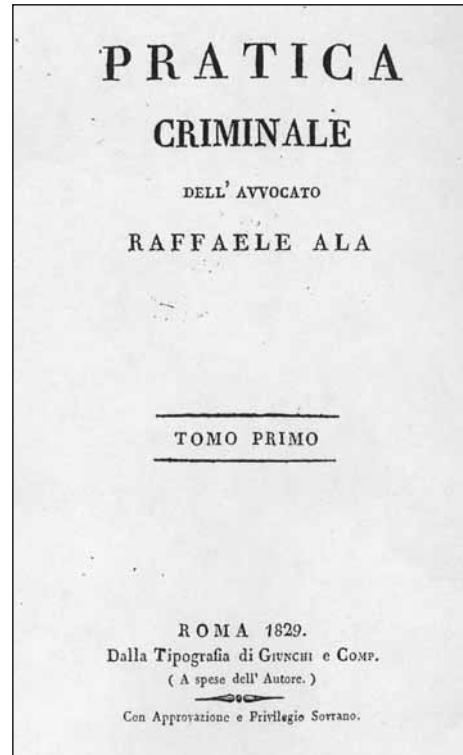 PRATICA
CRIMINALE
DELL' AVVOCATO
RAFFAELE ALA
TOMO PRIMO
ROMA 1829.
Dalla Tipografia di GIUNCHI e COMP.
( A spese dell' Autore. )
Con Approvazione e Privilegio Sovrano.